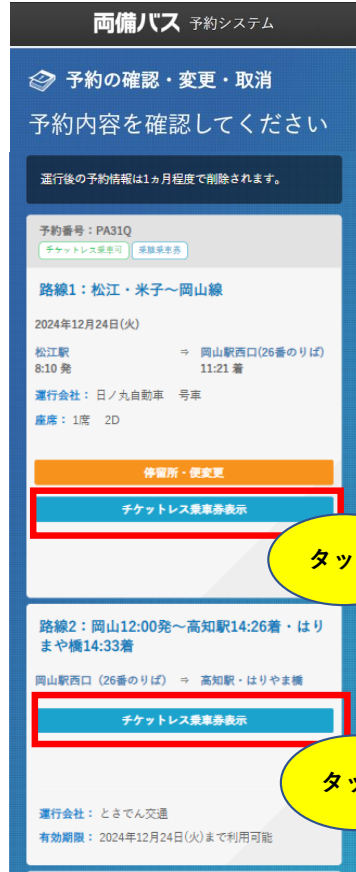 両備バス 予約システム
予約の確認・変更・取消
予約内容を確認してください
運行後の予約情報は1ヵ月程度で削除されます。
予約番号：PA31Q
チケットレス乗車可 乗継乗車券
路線1：松江・米子～岡山線
2024年12月24日(火)
松江駅 ⇒ 岡山駅西口(26番のりば)
8:10 発 11:21 着
運行会社： 日ノ丸自動車 号車
座席： 1席 2D
停留所・便変更
チケットレス乗車券表示
タッ
路線2：岡山12:00発～高知駅14:26着・はり
まや橋14:33着
岡山駅西口（26番のりば） ⇒ 高知駅・はりやま橋
チケットレス乗車券表示
タッ
運行会社： とさでん交通
有効期限： 2024年12月24日(火)まで利用可能